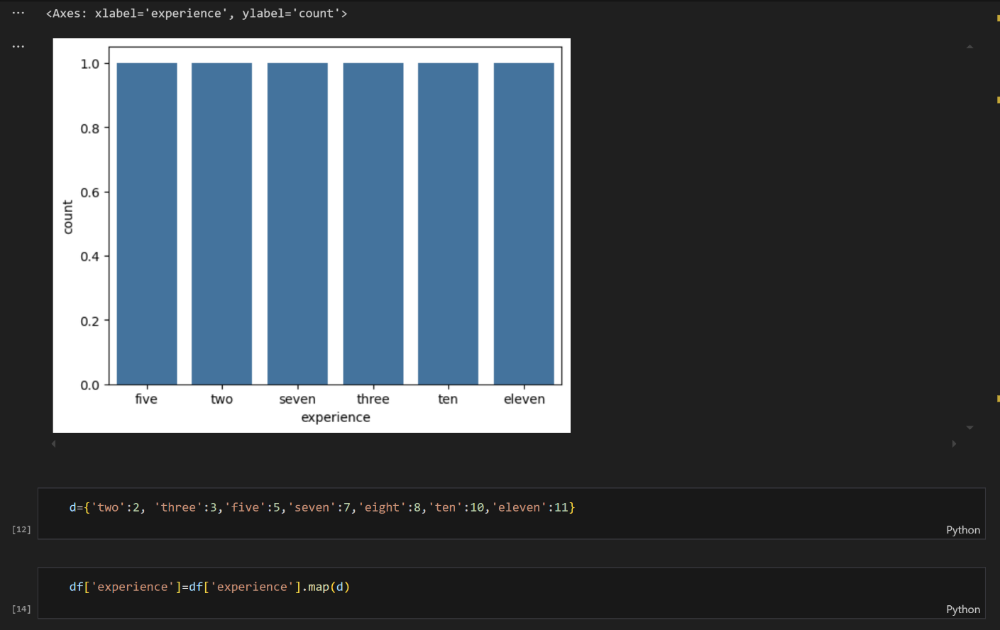 ... <Axes: xlabel='experience', ylabel='count'>
...
1.0
0.8
0.6
0.4
0.2
0.0
count
five two seven three ten eleven
experience
d={'two':2, 'three':3,'five':5,'seven':7,'eight':8,'ten':10,'eleven':11}
[12] Python
df['experience']=df['experience'].map(d)
[14] Python